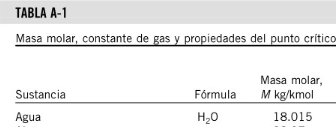 TABLA A-1
Masa molar, constante de gas y propiedades del punto crítico
Masa molar,
Sustancia Fórmula M kg/kmol
Agua H₂O 18.015